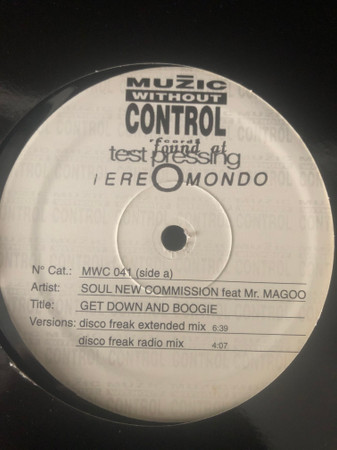 MUZIC
WITHOUT
CONTROL
records
found at
test pressing
MONDO
N° Cat.: MWC 041 (side a)
Artist: SOUL NEW COMMISSION feat Mr. MAGOO
Title: GET DOWN AND BOOGIE
Versions: disco freak extended mix 6:39
disco freak radio mix 4:07